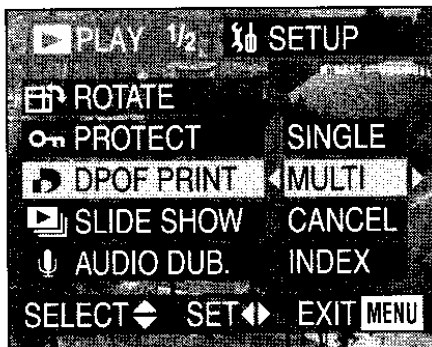 PLAY 1/2 SETUP
ROTATE
PROTECT SINGLE
DPOF PRINT MULTI
SLIDE SHOW CANCEL
AUDIO DUB. INDEX
SELECT SET EXIT MENU